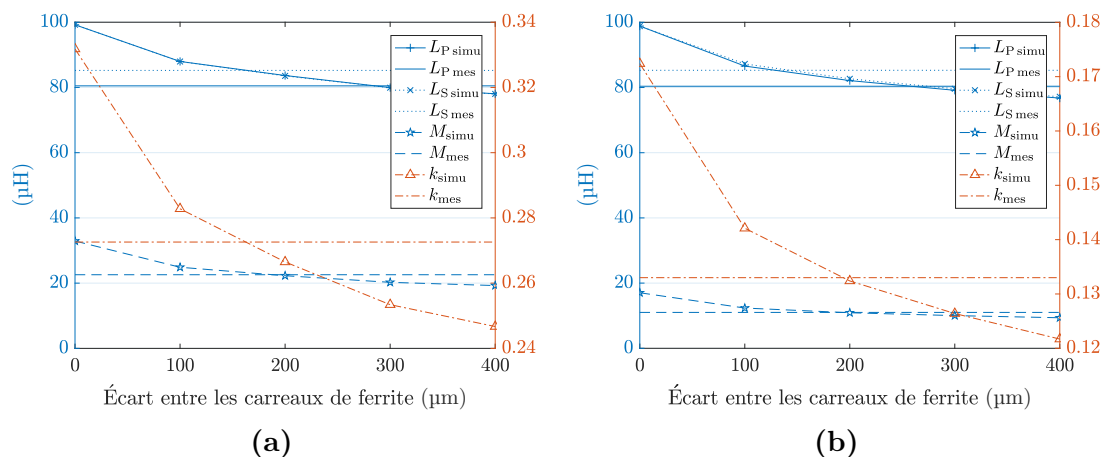 100
80
60
40
20
0
(µH)
0.34
0.32
0.3
0.28
0.26
0.24
L_P simu
L_P mes
L_S simu
L_S mes
M_simu
M_mes
k_simu
k_mes
0 100 200 300 400
Écart entre les carreaux de ferrite (µm)
(a)
100
80
60
40
20
0
(µH)
0.18
0.17
0.16
0.15
0.14
0.13
0.12
L_P simu
L_P mes
L_S simu
L_S mes
M_simu
M_mes
k_simu
k_mes
0 100 200 300 400
Écart entre les carreaux de ferrite (µm)
(b)